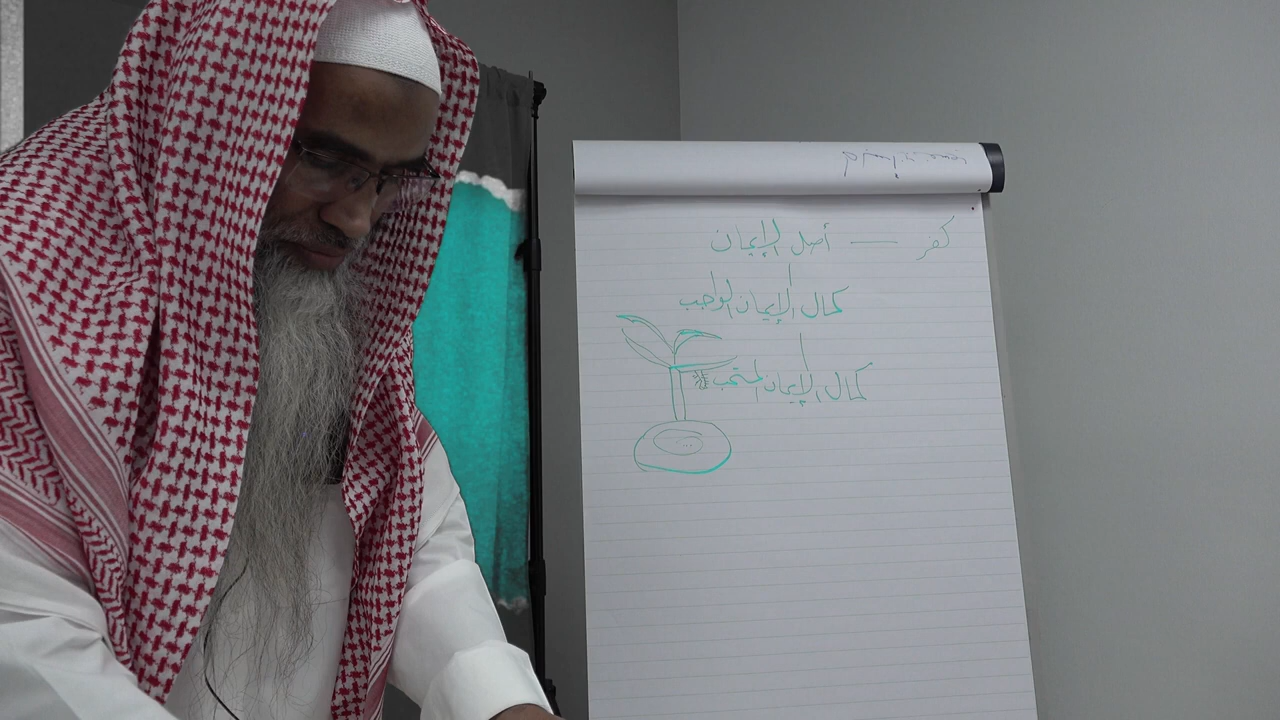 كفر — أصل الإيمان
كمال الإيمان الواجب
كمال الإيمان المستحب